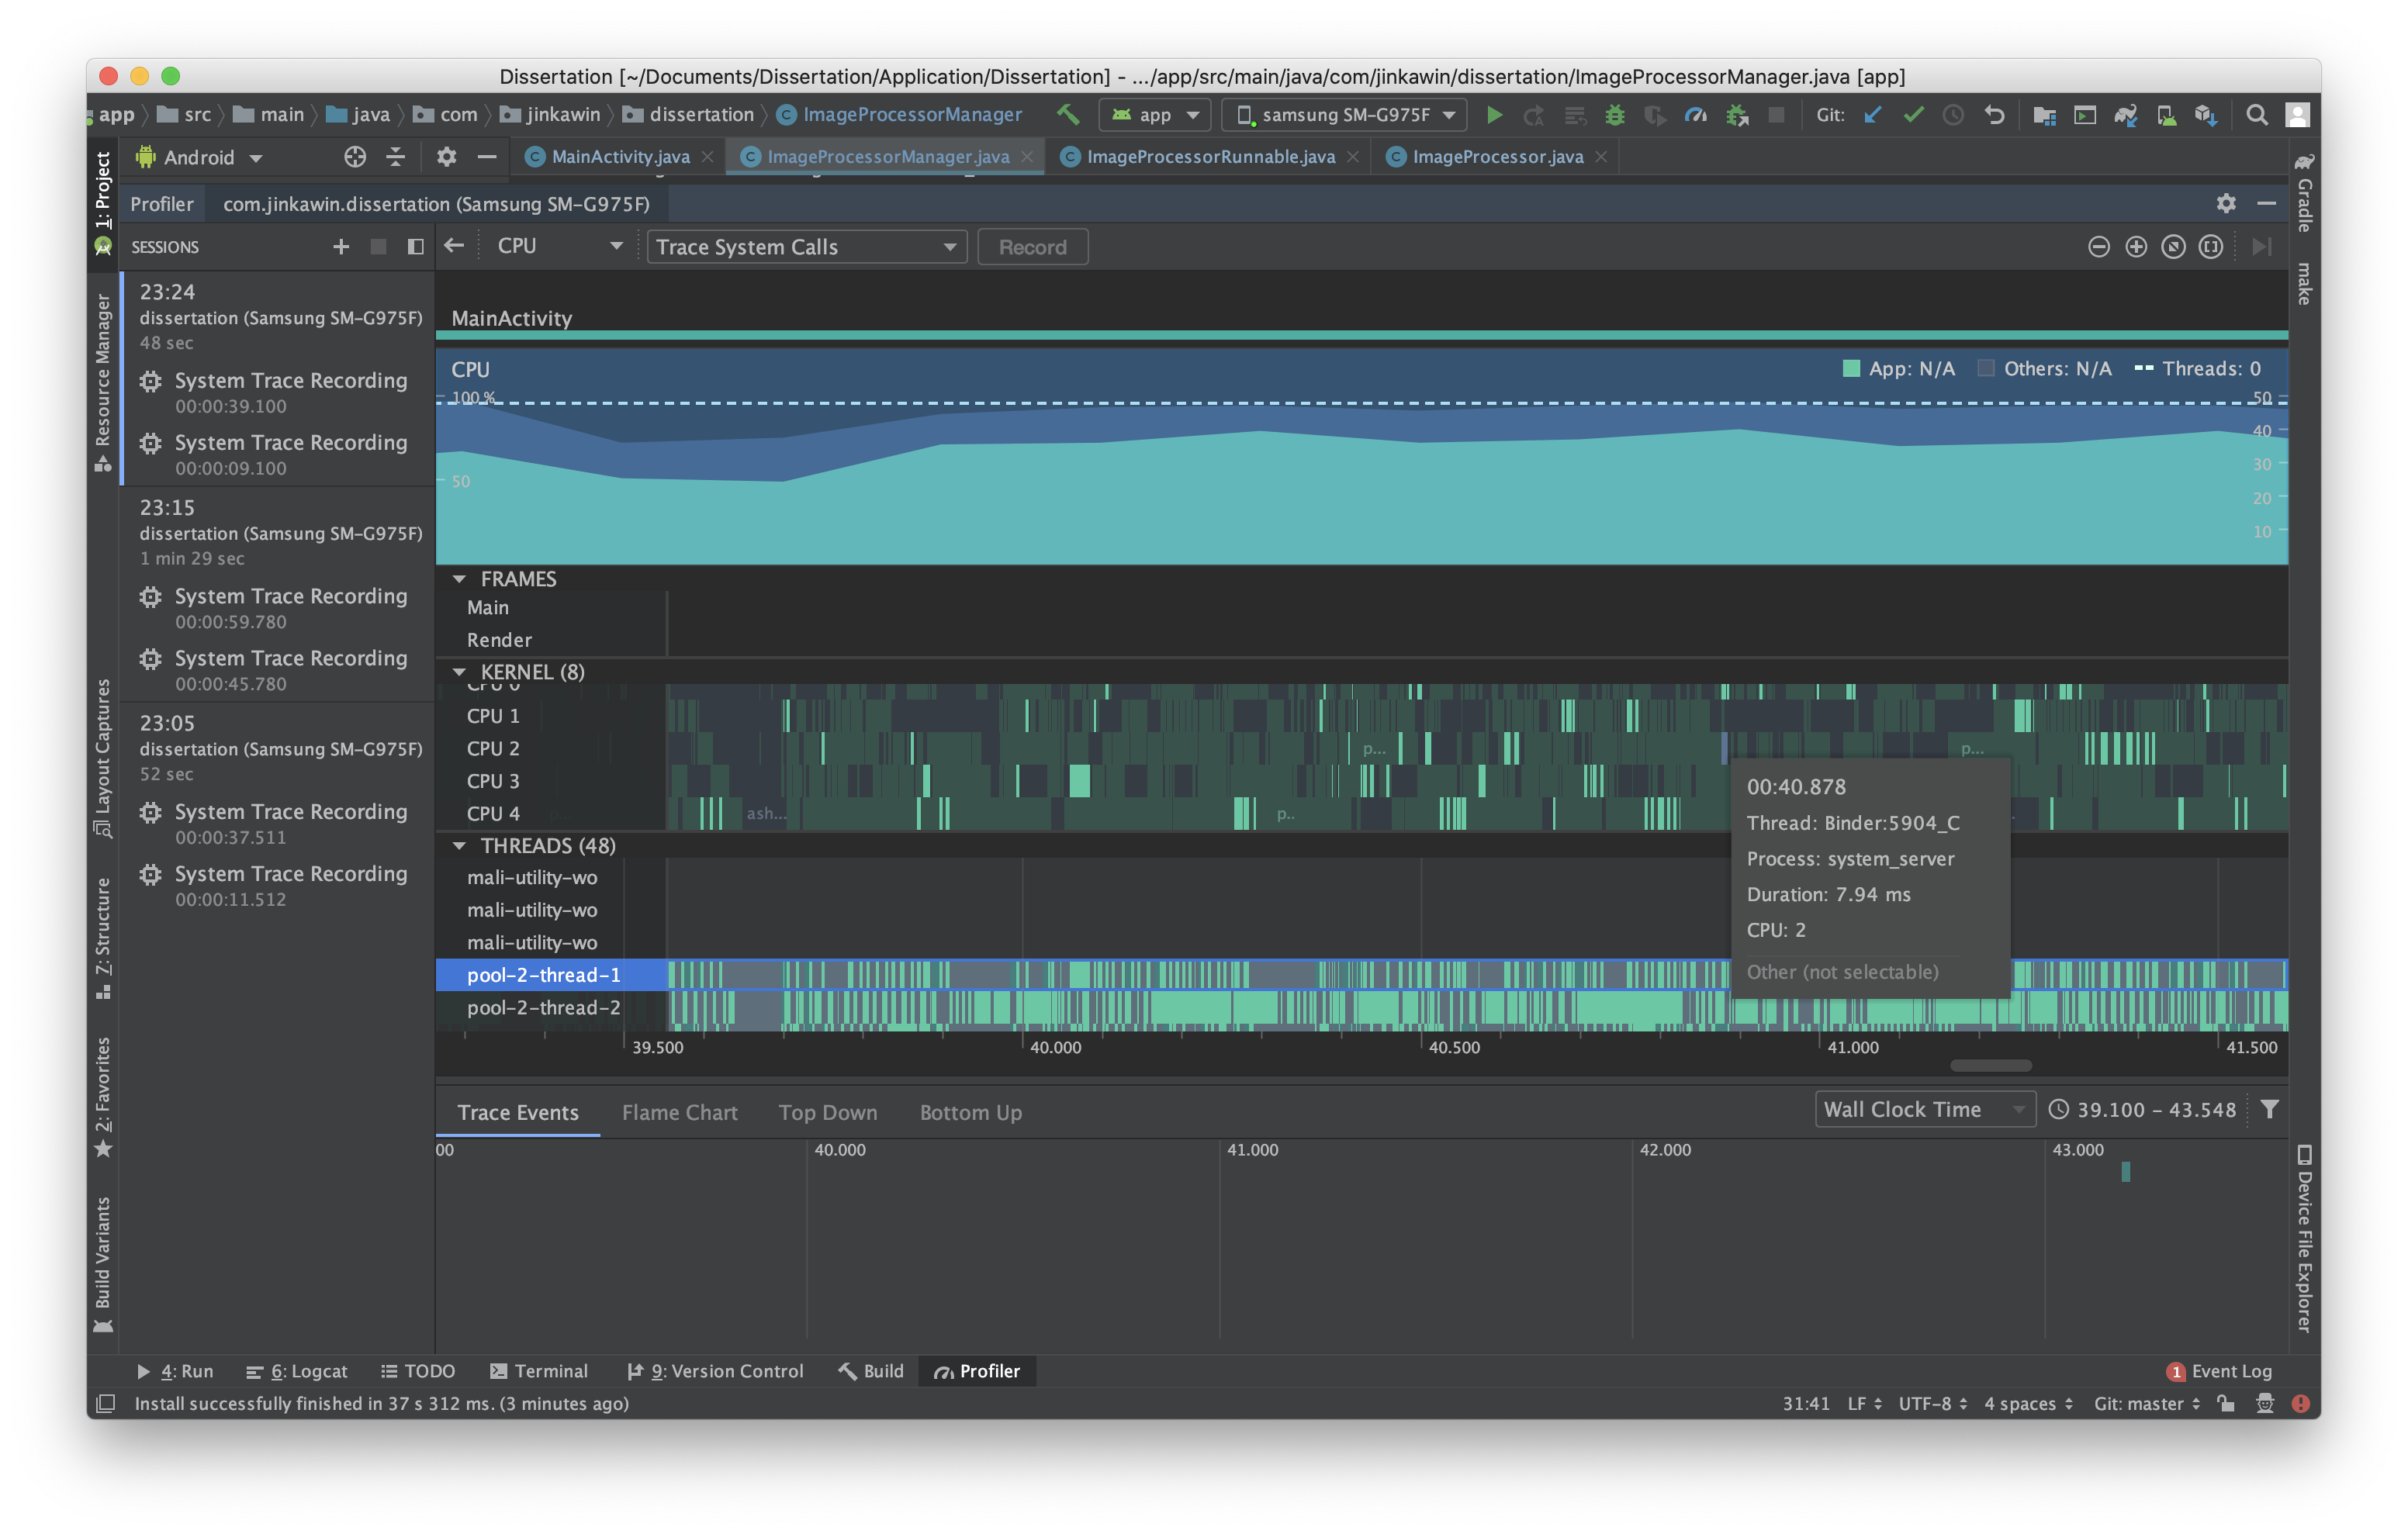 Dissertation [~/Documents/Dissertation/Application/Dissertation] - .../app/src/main/java/com/jinkawin/dissertation/ImageProcessorManager.java [app]
app src main java com jinkawin dissertation ImageProcessorManager app samsung SM-G975F Git:
Android MainActivity.java ImageProcessorManager.java ImageProcessorRunnable.java ImageProcessor.java
Profiler com.jinkawin.dissertation (Samsung SM-G975F)
SESSIONS CPU Trace System Calls Record
23:24
dissertation (Samsung SM-G975F)
48 sec
System Trace Recording
00:00:39.100
System Trace Recording
00:00:09.100
23:15
dissertation (Samsung SM-G975F)
1 min 29 sec
System Trace Recording
00:00:59.780
System Trace Recording
00:00:45.780
23:05
dissertation (Samsung SM-G975F)
52 sec
System Trace Recording
00:00:37.511
System Trace Recording
00:00:11.512
MainActivity
CPU App: N/A Others: N/A Threads: 0
100 % 50
40
30
50
20
10
FRAMES
Main
Render
KERNEL (8)
CPU 0
CPU 1
CPU 2 p... p...
CPU 3
CPU 4 ash... p..
00:40.878
Thread: Binder:5904_C
Process: system_server
Duration: 7.94 ms
CPU: 2
Other (not selectable)
THREADS (48)
mali-utility-wo
mali-utility-wo
mali-utility-wo
pool-2-thread-1
pool-2-thread-2
39.500 40.000 40.500 41.000 41.500
Trace Events Flame Chart Top Down Bottom Up Wall Clock Time 39.100 - 43.548
00 40.000 41.000 42.000 43.000
1: Project
Resource Manager
Layout Captures
7: Structure
2: Favorites
Build Variants
Gradle
make
Device File Explorer
4: Run 6: Logcat TODO Terminal 9: Version Control Build Profiler 1 Event Log
Install successfully finished in 37 s 312 ms. (3 minutes ago) 31:41 LF UTF-8 4 spaces Git: master